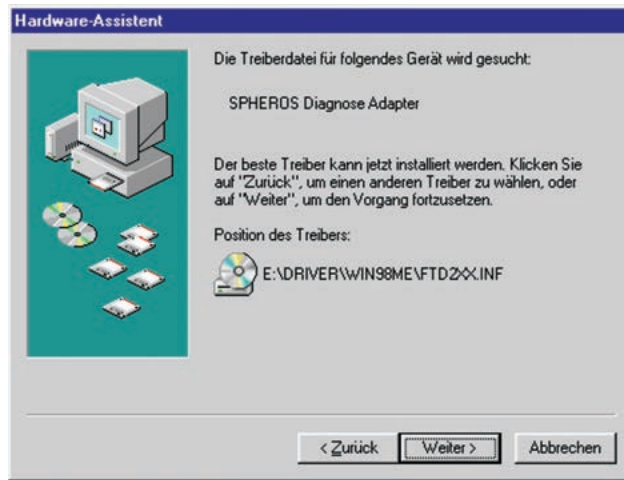 Hardware-Assistent
Die Treiberdatei für folgendes Gerät wird gesucht:
SPHEROS Diagnose Adapter
Der beste Treiber kann jetzt installiert werden. Klicken Sie
auf "Zurück", um einen anderen Treiber zu wählen, oder
auf "Weiter", um den Vorgang fortzusetzen.
Position des Treibers:
E:\DRIVER\WIN98ME\FTD2XX.INF
< Zurück
Weiter >
Abbrechen